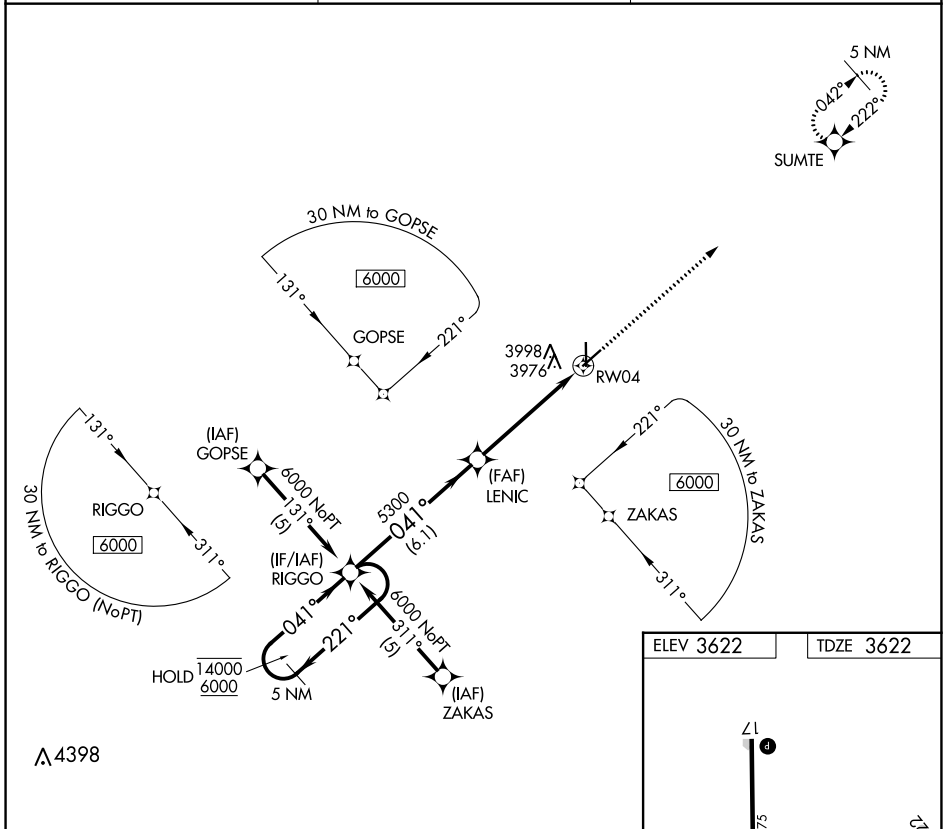 5 NM
042°
222°
SUMTE
30 NM to GOPSE
6000
131°
221°
GOPSE
3998
3976
RW04
131°
30 NM to RIGGO (NoPT)
RIGGO
6000
311°
(IAF)
GOPSE
6000 NoPT
131°
(5)
(FAF)
LENIC
5300
041°
(6.1)
221°
30 NM to ZAKAS
6000
ZAKAS
311°
(IF/IAF)
RIGGO
041°
221°
6000 NoPT
311°
(5)
HOLD 14000
6000
5 NM
(IAF)
ZAKAS
4398
ELEV 3622
TDZE 3622
17
P
75